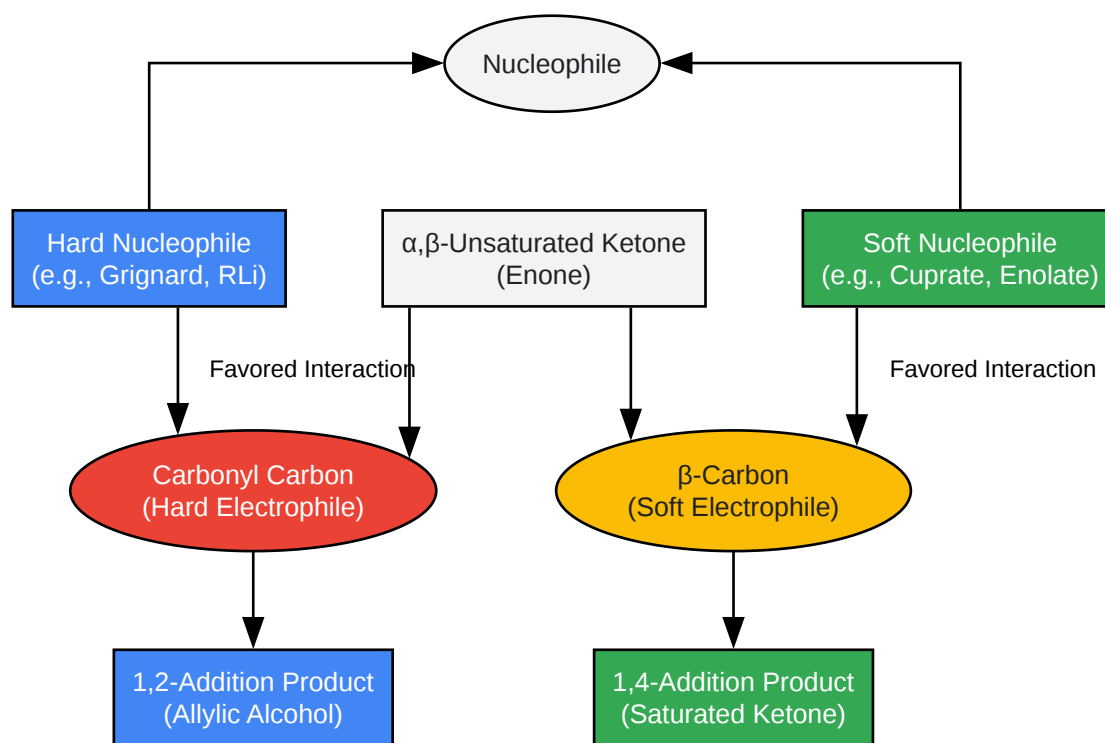 Nucleophile
Hard Nucleophile
(e.g., Grignard, RLi)
α,β-Unsaturated Ketone
(Enone)
Soft Nucleophile
(e.g., Cuprate, Enolate)
Favored Interaction
Favored Interaction
Carbonyl Carbon
(Hard Electrophile)
β-Carbon
(Soft Electrophile)
1,2-Addition Product
(Allylic Alcohol)
1,4-Addition Product
(Saturated Ketone)